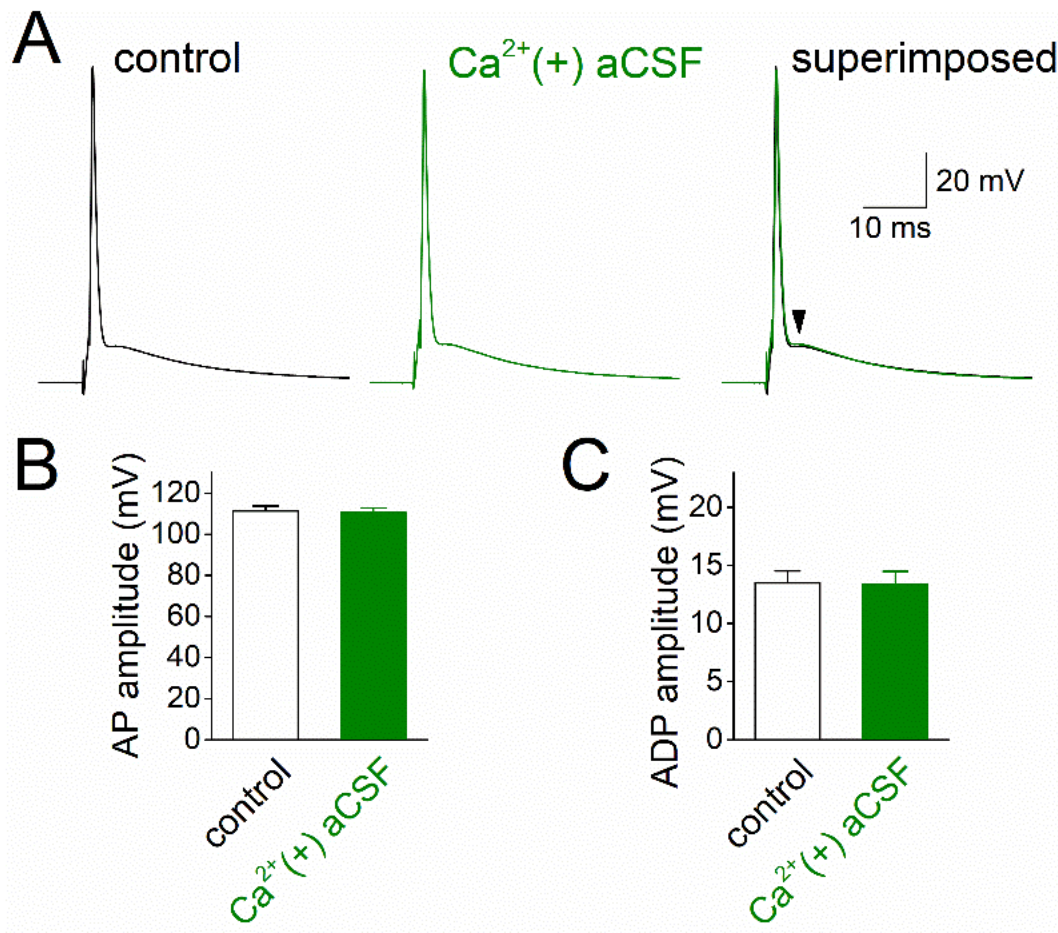 A
control
Ca²⁺(+) aCSF
superimposed
20 mV
10 ms
B
AP amplitude (mV)
120
100
80
60
40
20
0
control
Ca²⁺(+) aCSF
C
ADP amplitude (mV)
20
15
10
5
0
control
Ca²⁺(+) aCSF